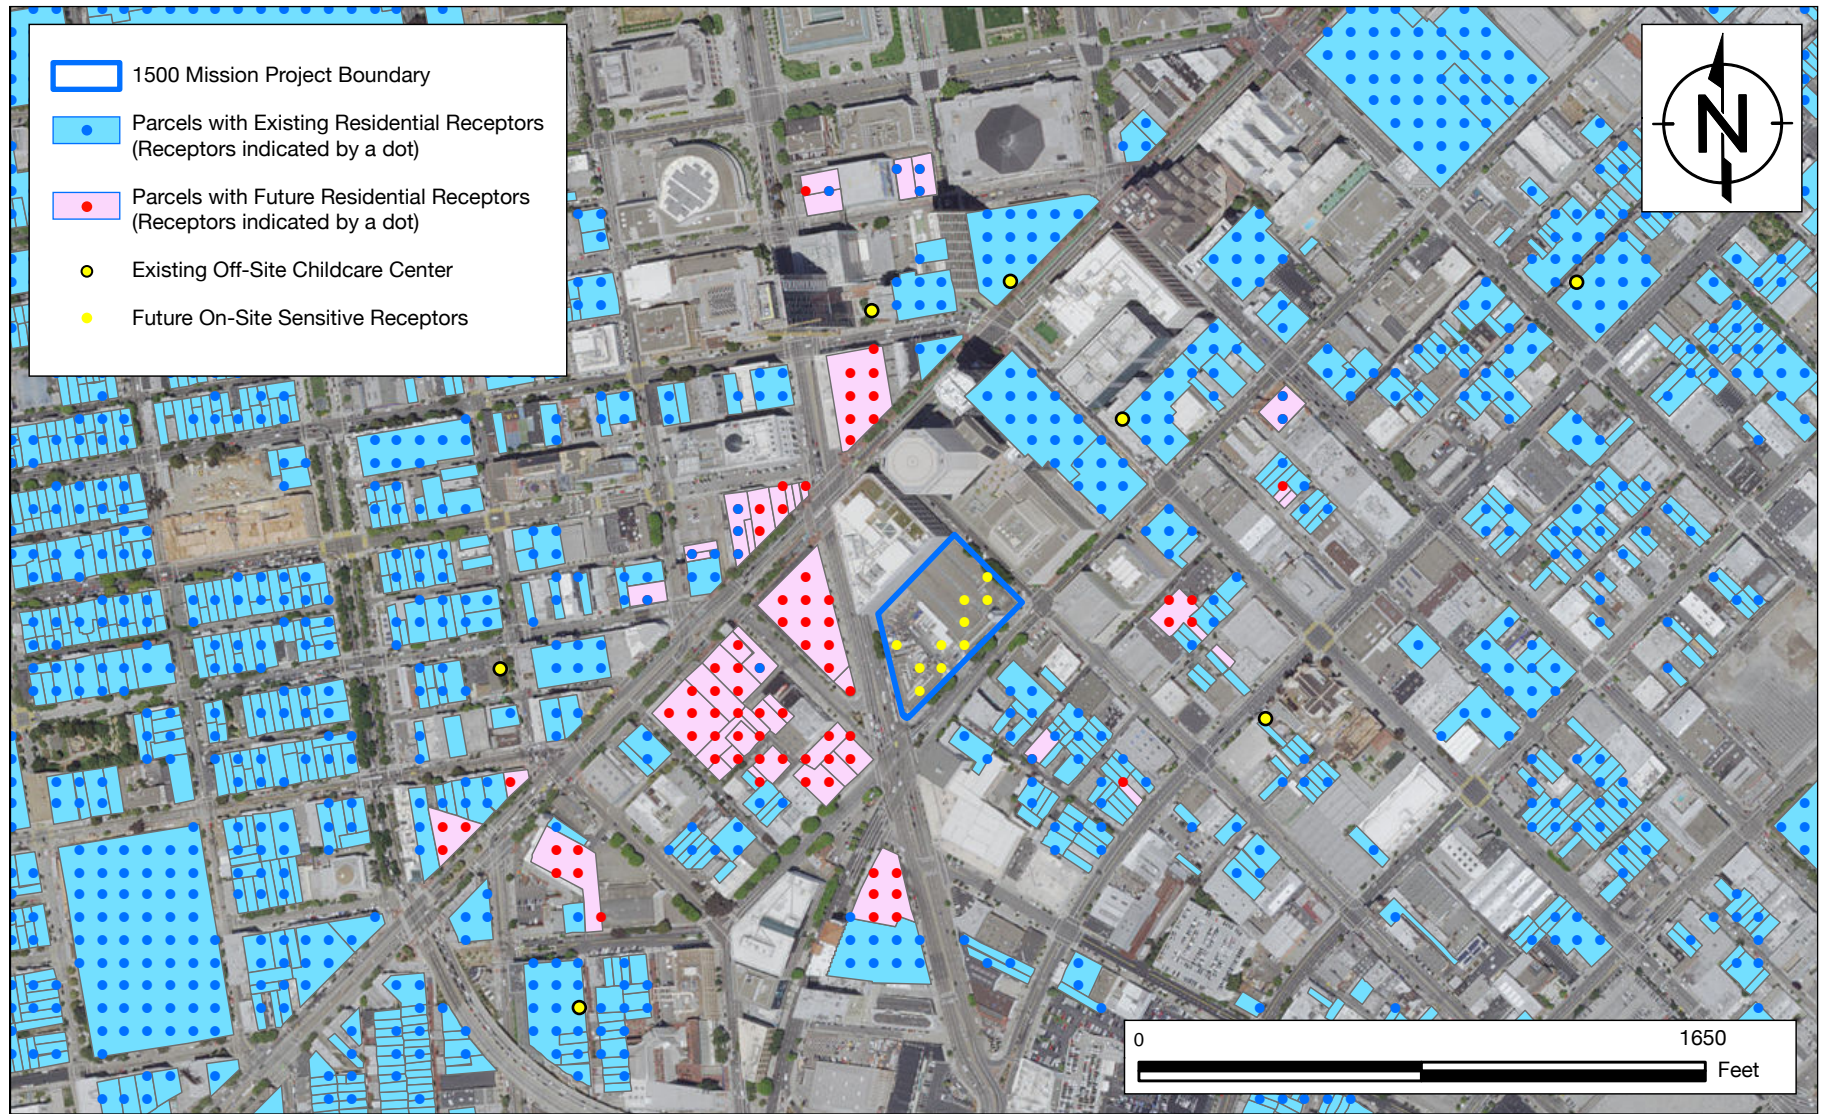 1500 Mission Project Boundary
Parcels with Existing Residential Receptors
(Receptors indicated by a dot)
Parcels with Future Residential Receptors
(Receptors indicated by a dot)
Existing Off-Site Childcare Center
Future On-Site Sensitive Receptors
N
0 1650
Feet